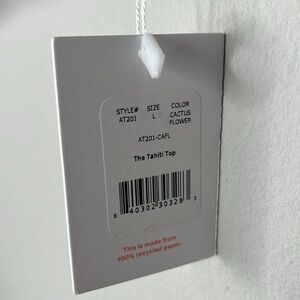 STYLE# SIZE COLOR
AT201 L CACTUS
FLOWER
AT201-CAFL
The Tahiti Top
8 40302 30328 3
This is made from
100% recycled paper.